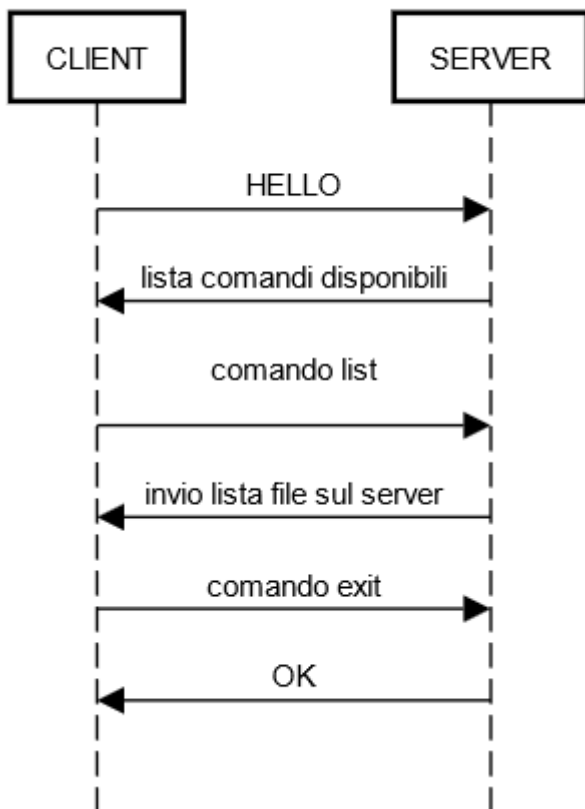 CLIENT
SERVER
HELLO
lista comandi disponibili
comando list
invio lista file sul server
comando exit
OK